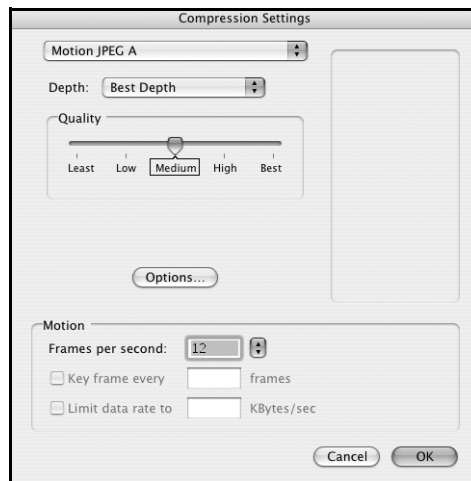 Compression Settings
Motion JPEG A
Depth: Best Depth
Quality
Least Low Medium High Best
Options...
Motion
Frames per second: 12
Key frame every frames
Limit data rate to KBytes/sec
Cancel OK